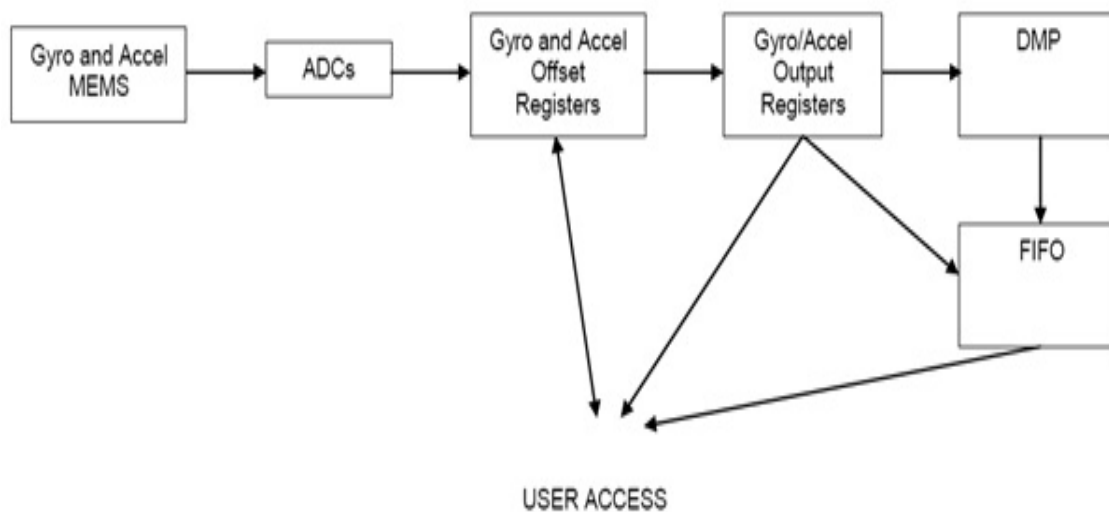 Gyro and Accel
MEMS
ADCs
Gyro and Accel
Offset
Registers
Gyro/Accel
Output
Registers
DMP
FIFO
USER ACCESS